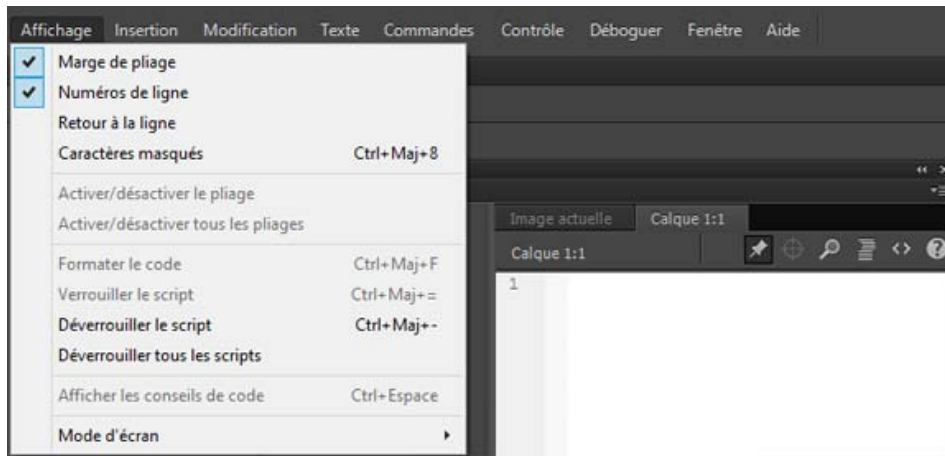 Affichage Insertion Modification Texte Commandes Contrôle Déboguer Fenêtre Aide
Marge de pliage
Numéros de ligne
Retour à la ligne
Caractères masqués Ctrl+Maj+8
Activer/désactiver le pliage
Activer/désactiver tous les pliages
Formater le code Ctrl+Maj+F
Verrouiller le script Ctrl+Maj+=
Déverrouiller le script Ctrl+Maj+-
Déverrouiller tous les scripts
Afficher les conseils de code Ctrl+Espace
Mode d'écran
Image actuelle Calque 1:1
Calque 1:1
1